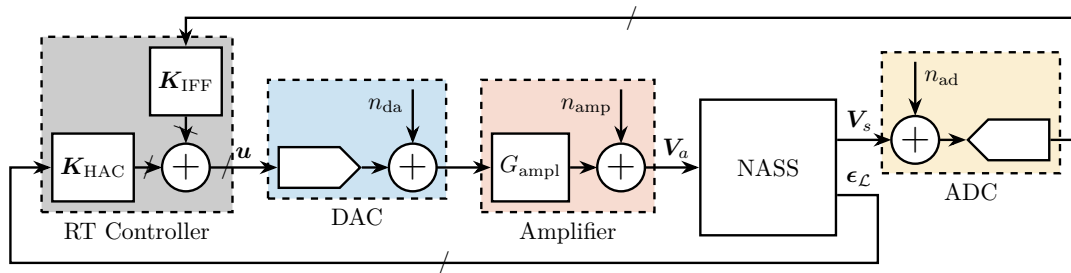 K_IFF
n_da
n_amp
n_ad
K_HAC
u
G_ampl
V_a
NASS
V_s
ϵ_ℒ
RT Controller
DAC
Amplifier
ADC